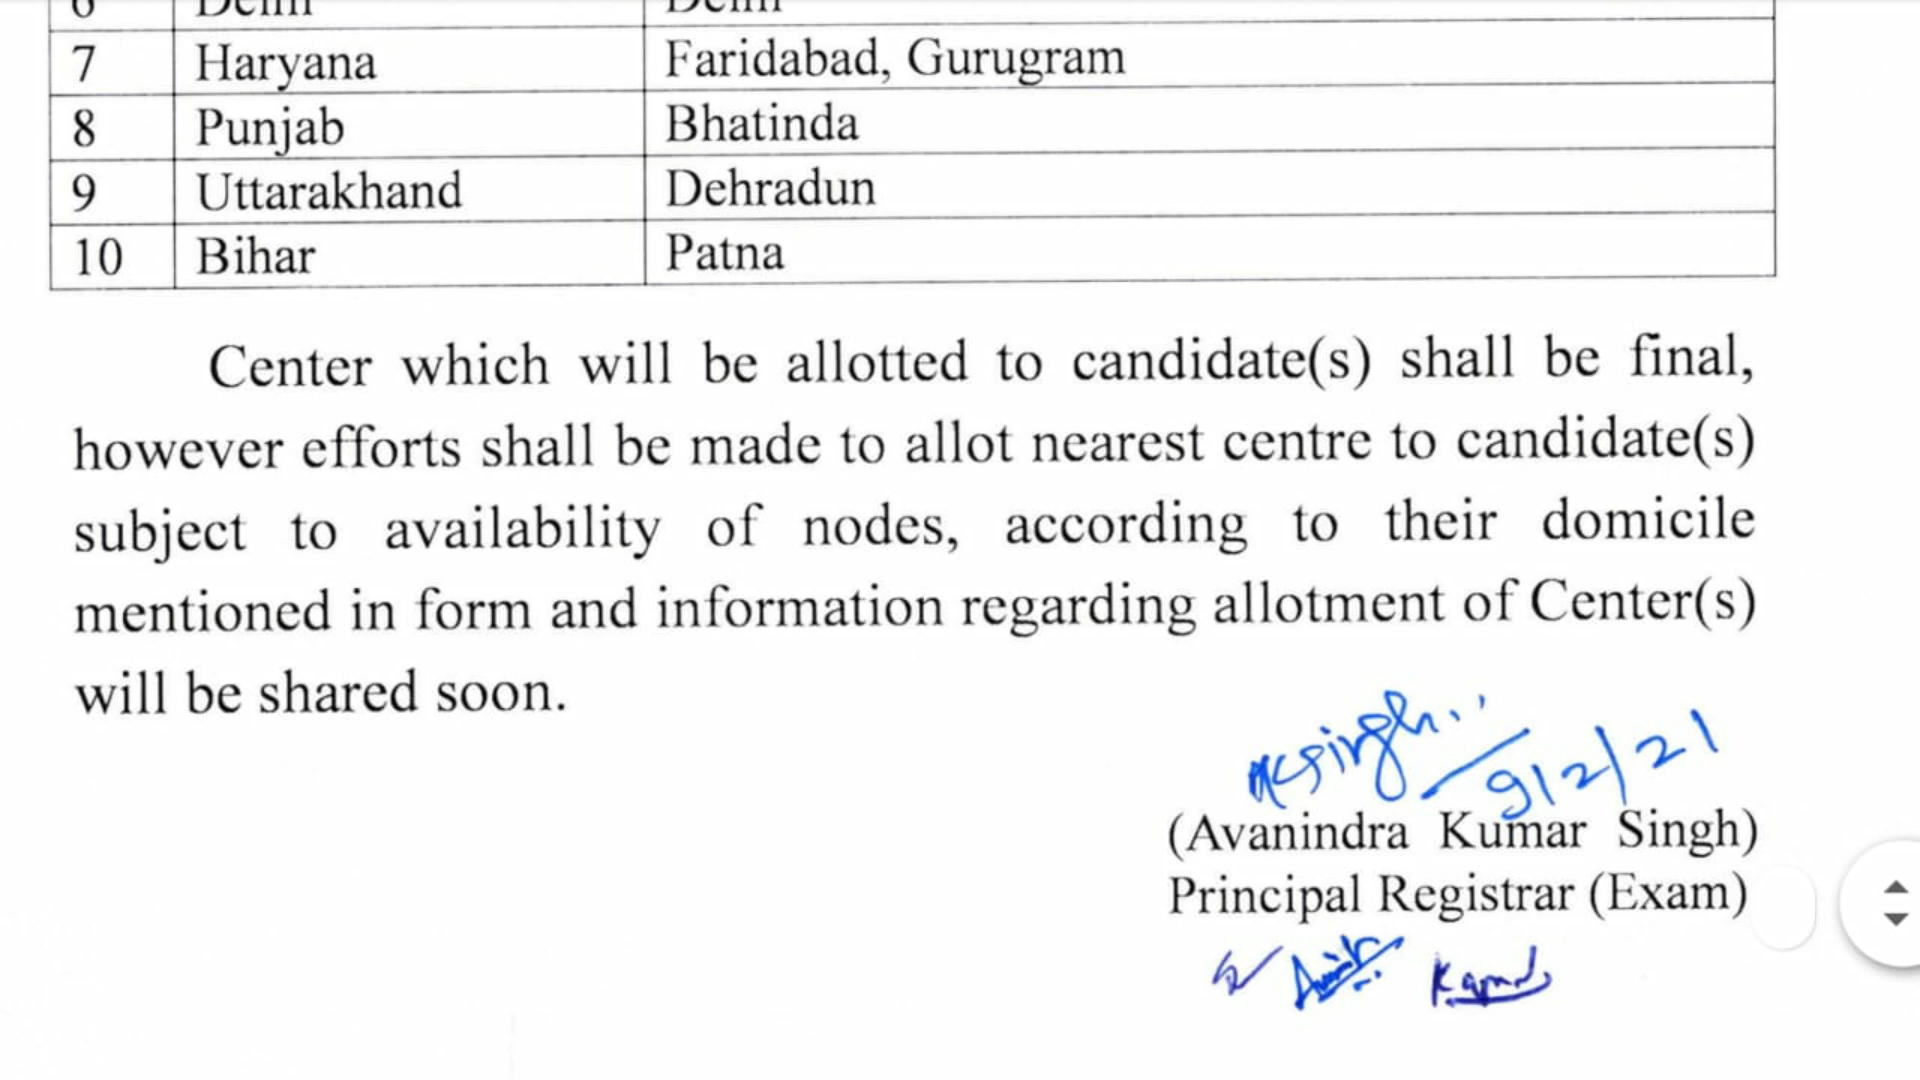 6 Delhi Delhi
7 Haryana Faridabad, Gurugram
8 Punjab Bhatinda
9 Uttarakhand Dehradun
10 Bihar Patna
Center which will be allotted to candidate(s) shall be final,
however efforts shall be made to allot nearest centre to candidate(s)
subject to availability of nodes, according to their domicile
mentioned in form and information regarding allotment of Center(s)
will be shared soon.
9/2/21
(Avanindra Kumar Singh)
Principal Registrar (Exam)